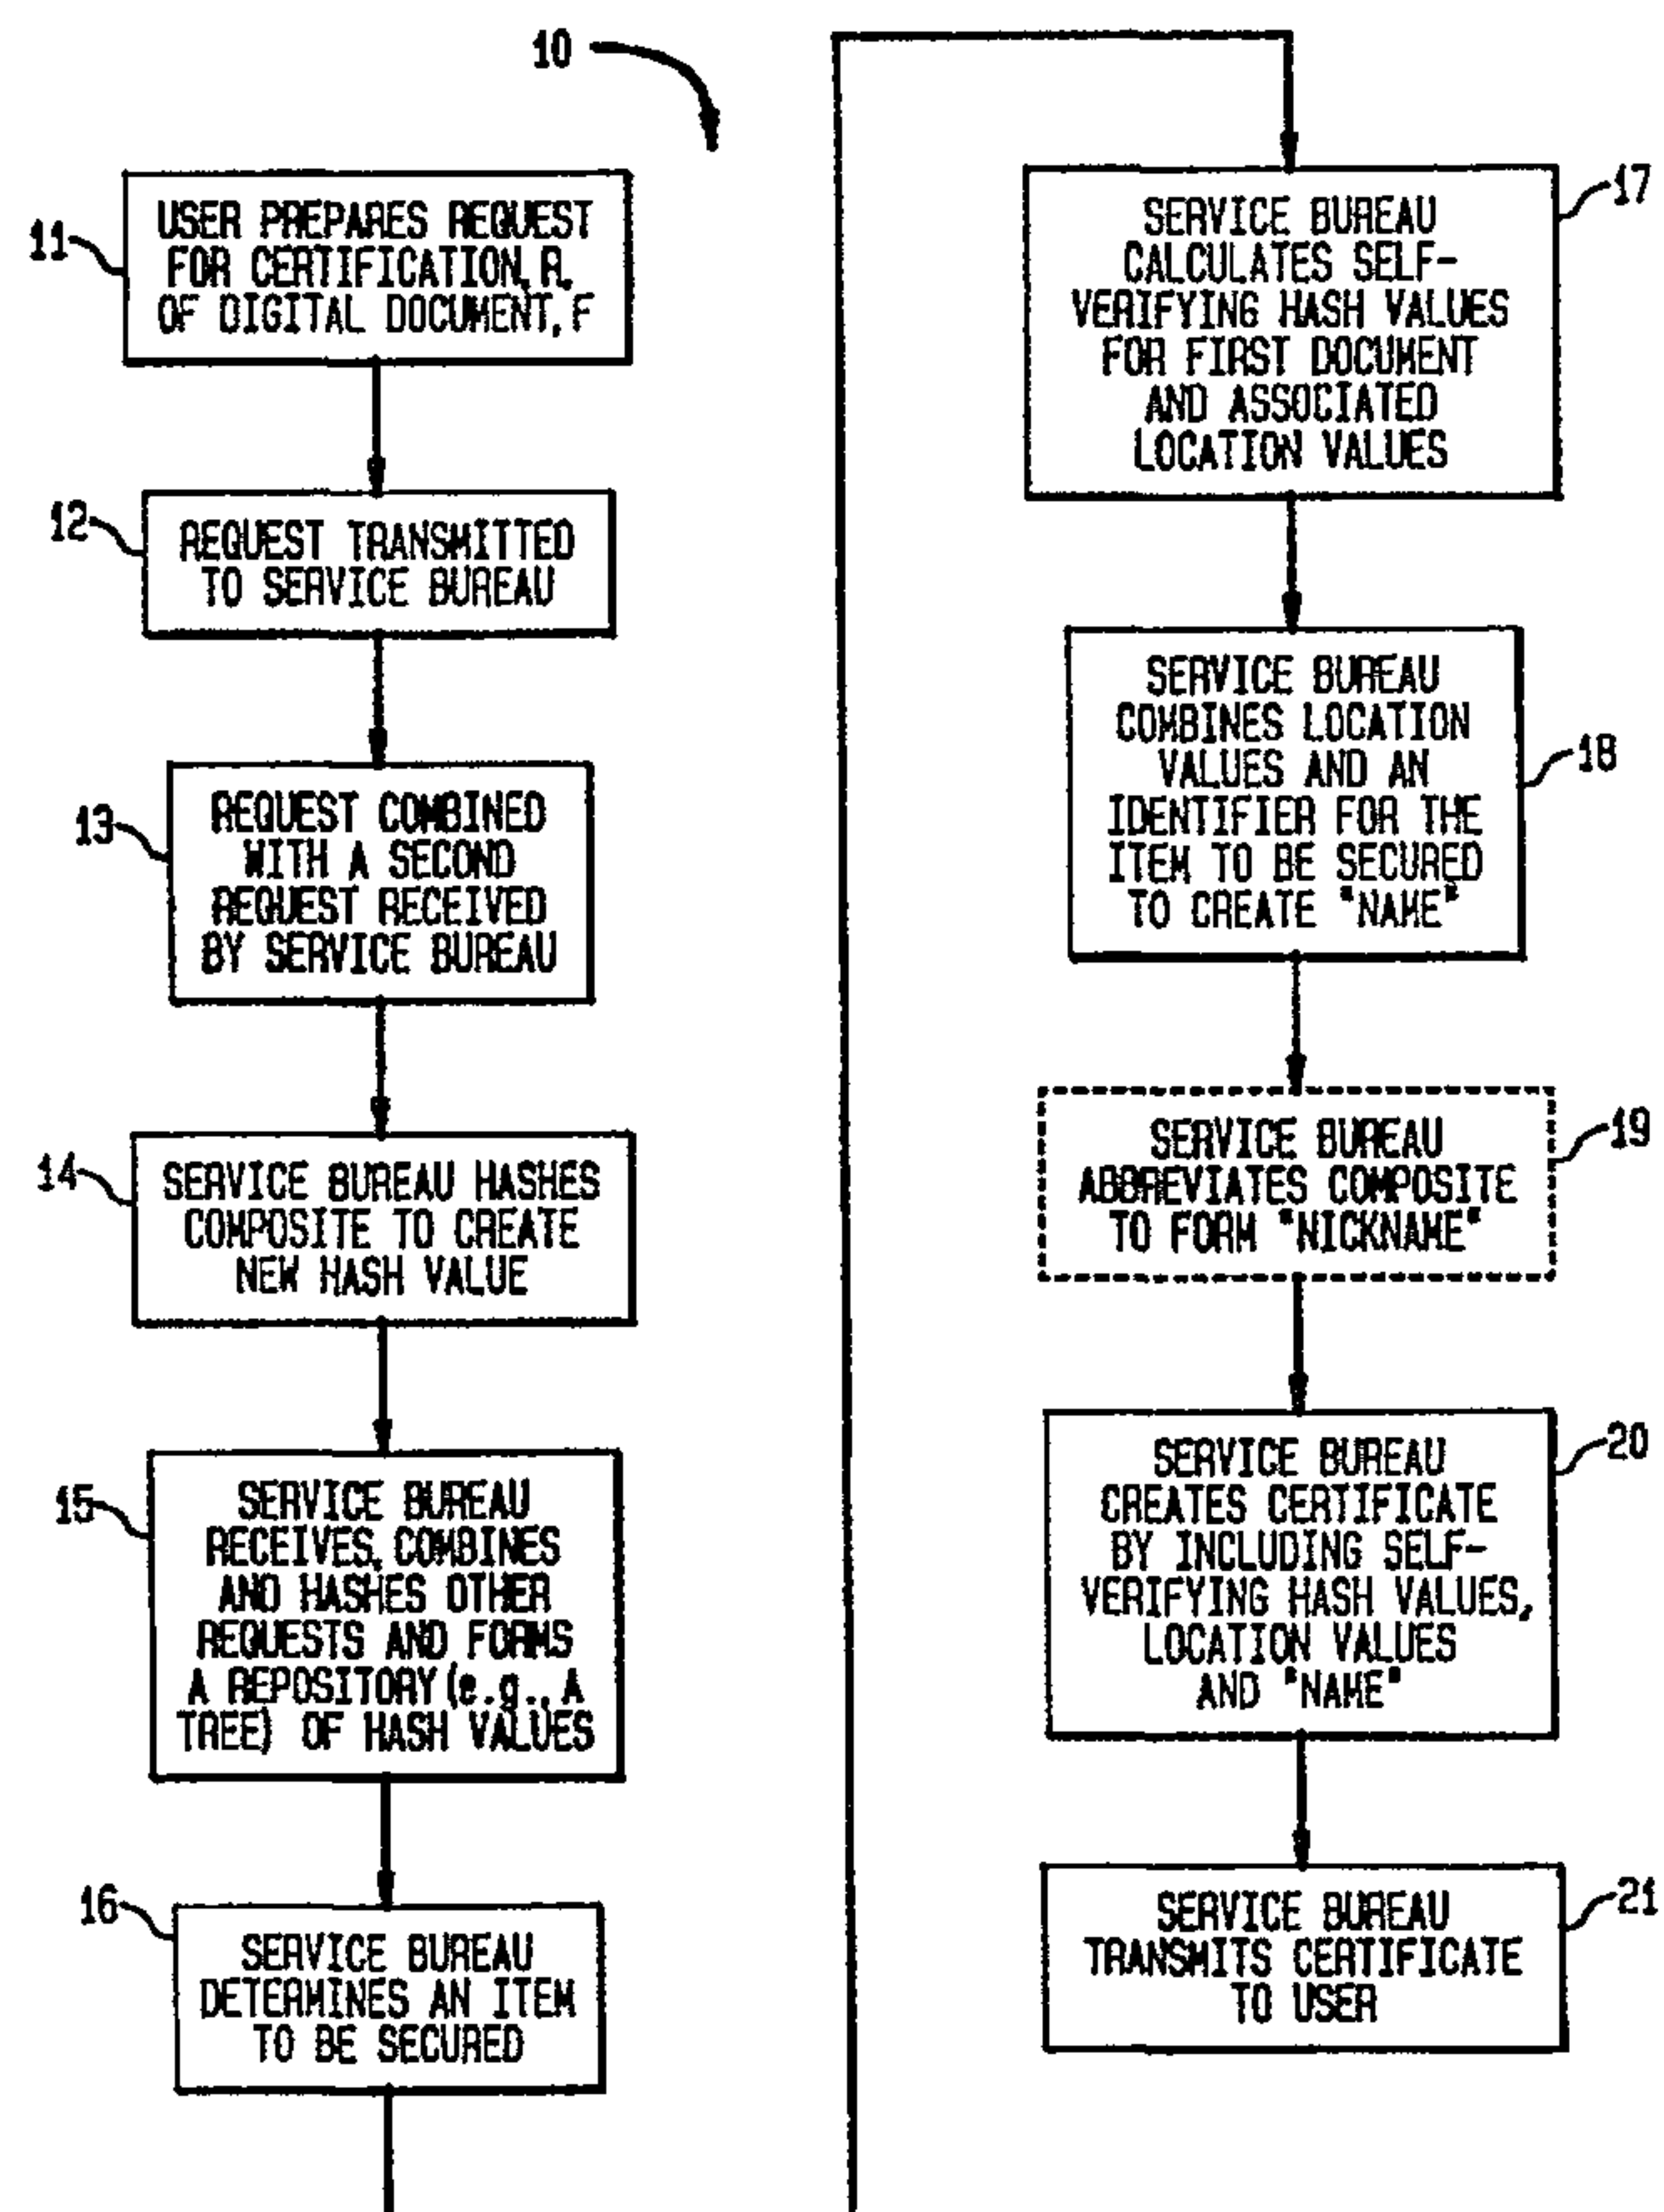 10
11
USER PREPARES REQUEST
FOR CERTIFICATION, R,
OF DIGITAL DOCUMENT, F
12
REQUEST TRANSMITTED
TO SERVICE BUREAU
13
REQUEST COMBINED
WITH A SECOND
REQUEST RECEIVED
BY SERVICE BUREAU
14
SERVICE BUREAU HASHES
COMPOSITE TO CREATE
NEW HASH VALUE
15
SERVICE BUREAU
RECEIVES, COMBINES
AND HASHES OTHER
REQUESTS AND FORMS
A REPOSITORY (e.g., A
TREE) OF HASH VALUES
16
SERVICE BUREAU
DETERMINES AN ITEM
TO BE SECURED
17
SERVICE BUREAU
CALCULATES SELF-
VERIFYING HASH VALUES
FOR FIRST DOCUMENT
AND ASSOCIATED
LOCATION VALUES
18
SERVICE BUREAU
COMBINES LOCATION
VALUES AND AN
IDENTIFIER FOR THE
ITEM TO BE SECURED
TO CREATE "NAME"
19
SERVICE BUREAU
ABBREVIATES COMPOSITE
TO FORM "NICKNAME"
20
SERVICE BUREAU
CREATES CERTIFICATE
BY INCLUDING SELF-
VERIFYING HASH VALUES,
LOCATION VALUES
AND "NAME"
21
SERVICE BUREAU
TRANSMITS CERTIFICATE
TO USER